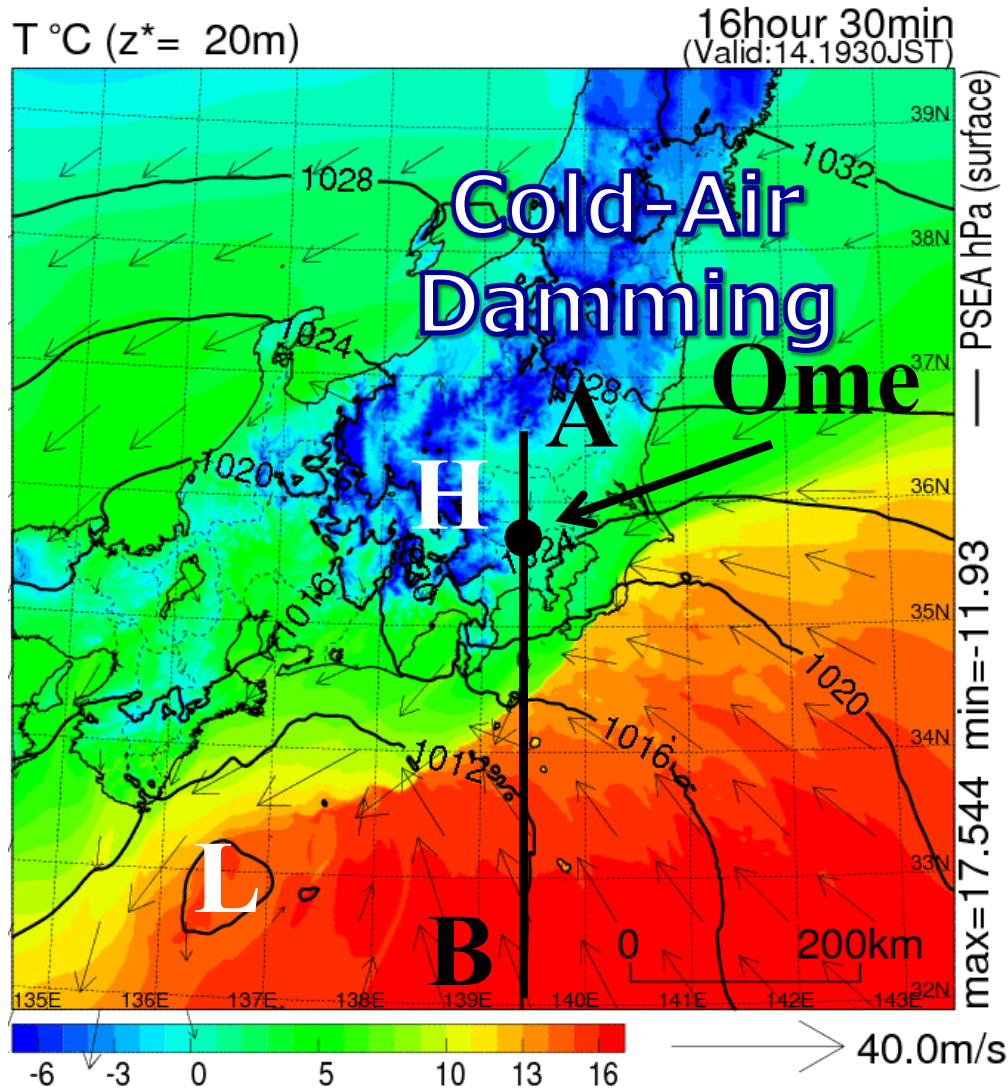 T °C (z*=  20m)
16hour 30min
(Valid:14.1930JST)
PSEA hPa (surface)
39N
1032
1028
Cold-Air
38N
Damming
1024
37N
1028
Ome
A
1020
H
36N
1024
1016
35N
1020
1016
34N
1012
33N
L
B
0
200km
32N
135E
136E
137E
138E
139E
140E
141E
142E
143E
max=17.544 min=-11.93
-6
-3
0
5
10
13
16
40.0m/s